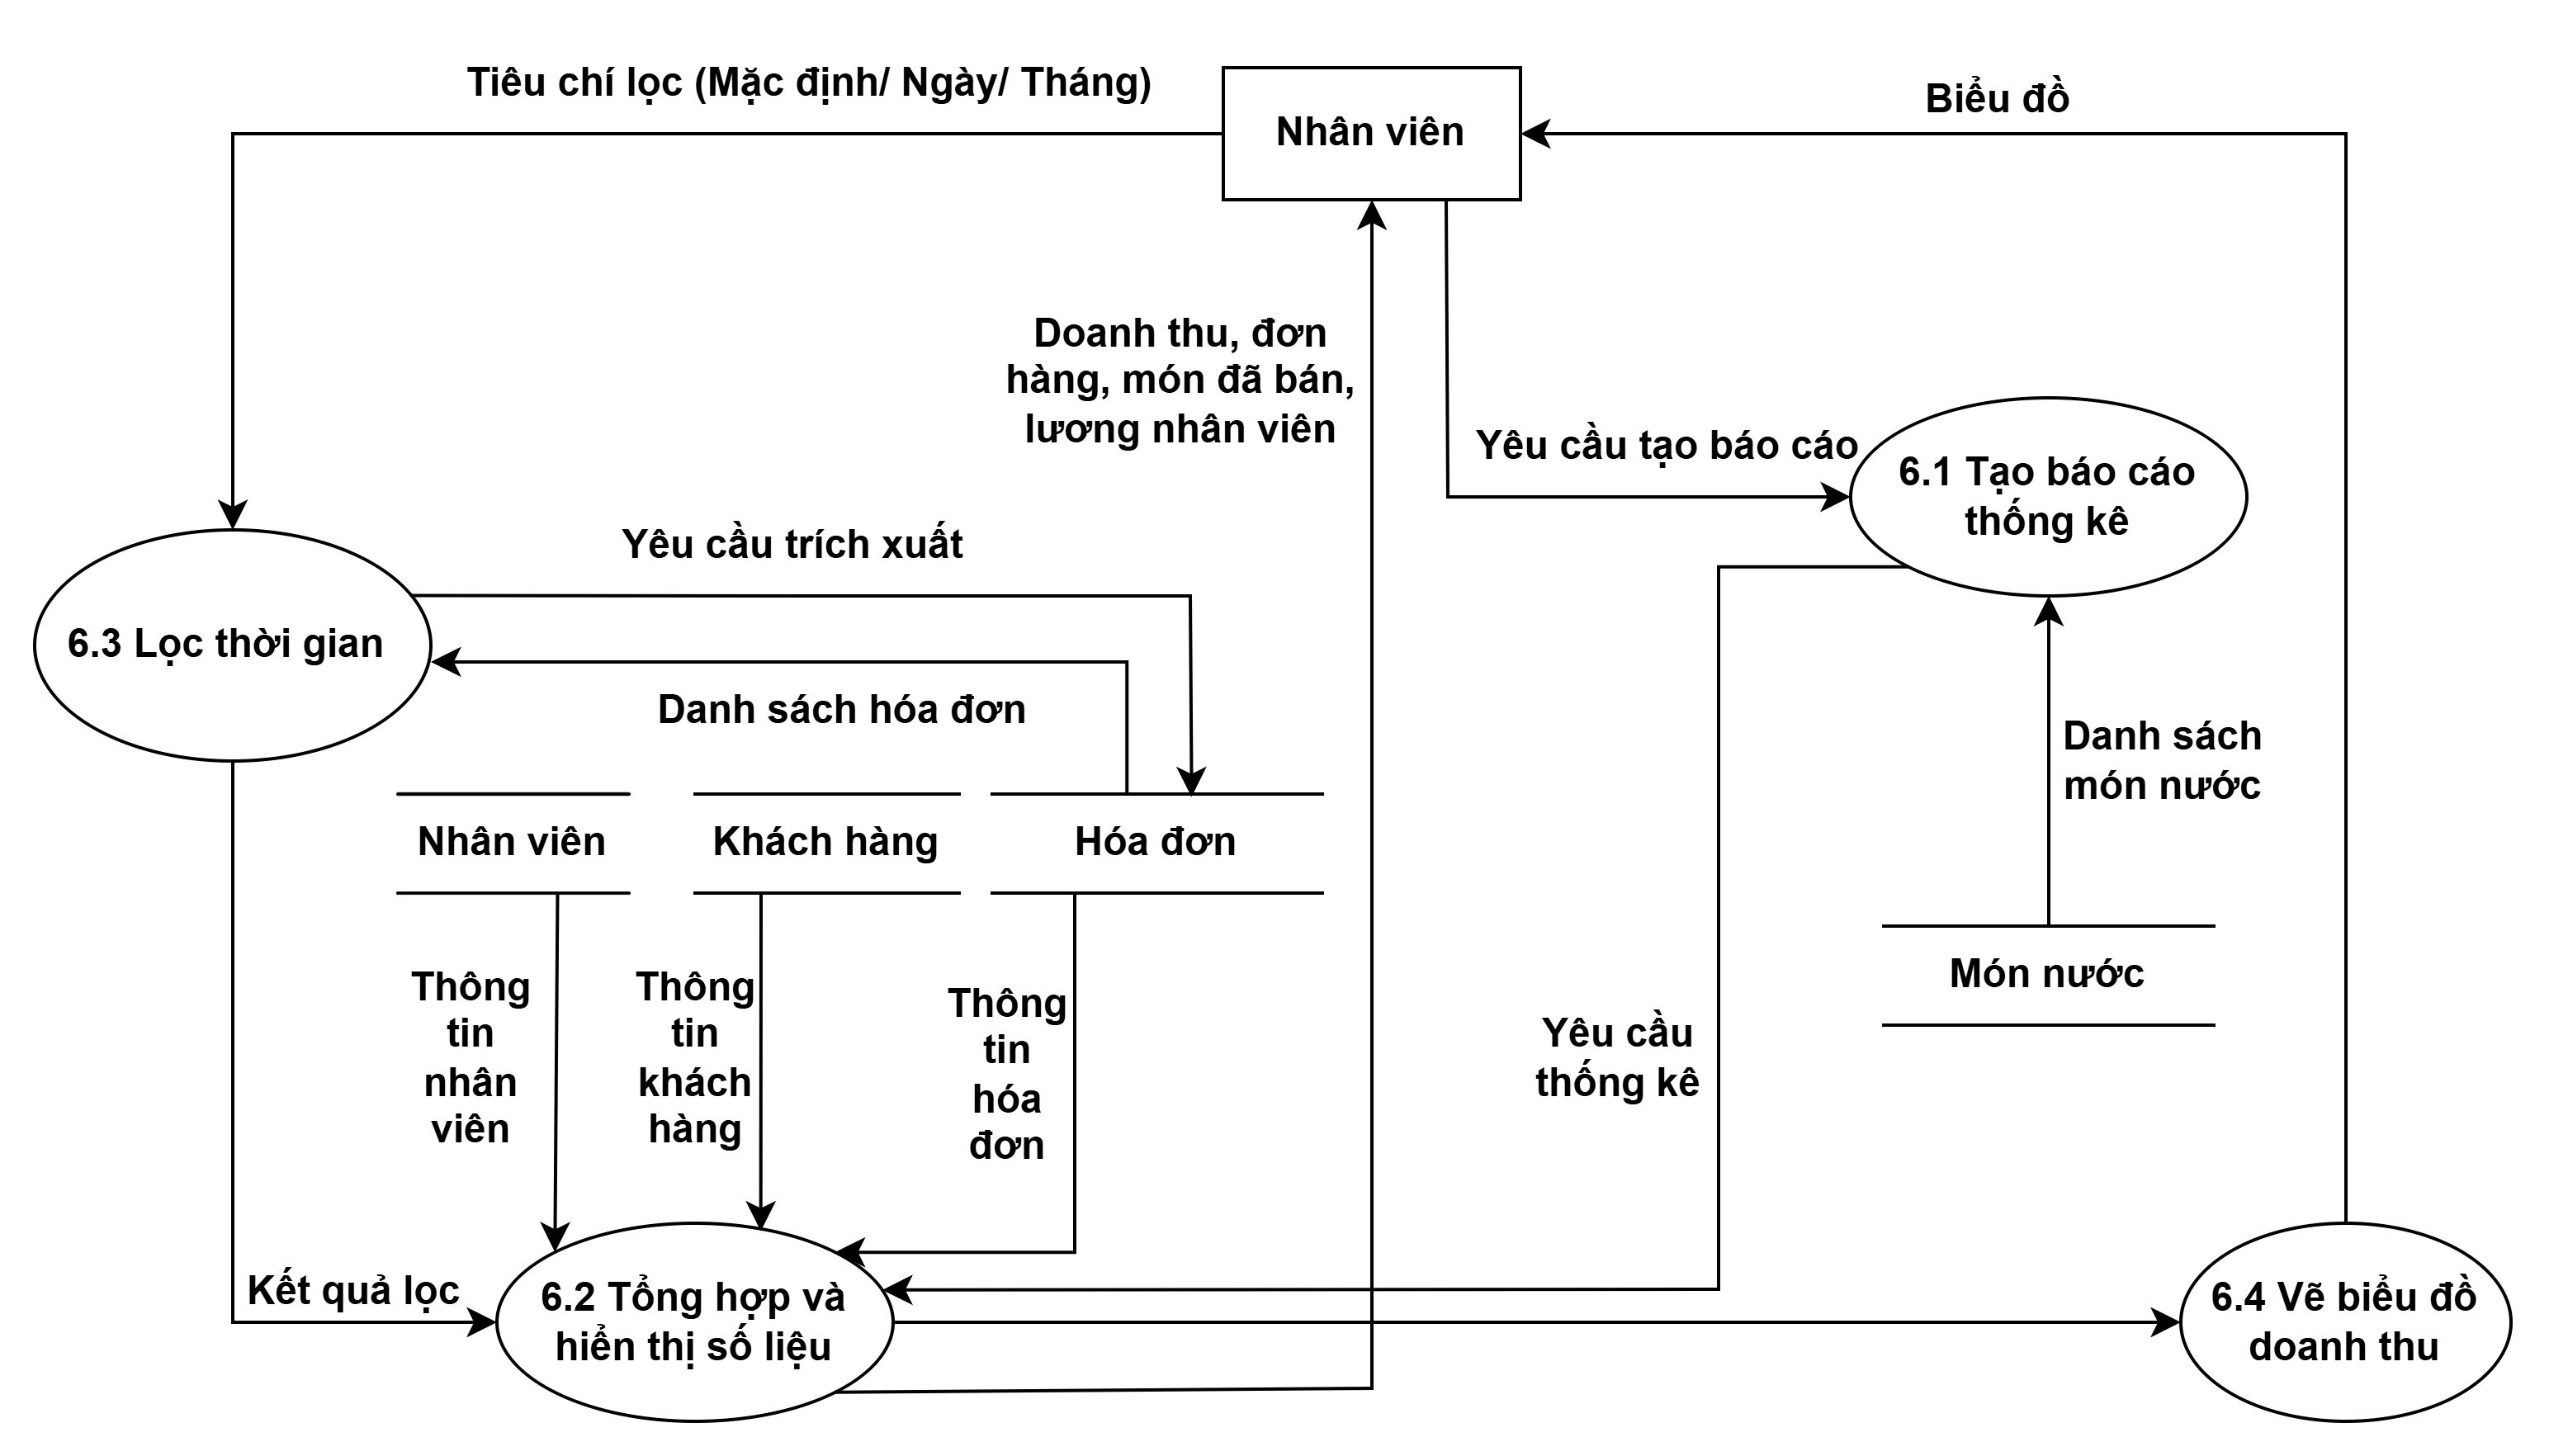 Tiêu chí lọc (Mặc định/ Ngày/ Tháng)
Nhân viên
Biểu đồ
Doanh thu, đơn
hàng, món đã bán,
lương nhân viên
Yêu cầu tạo báo cáo
6.1 Tạo báo cáo
thống kê
Yêu cầu trích xuất
6.3 Lọc thời gian
Danh sách hóa đơn
Danh sách
món nước
Nhân viên
Khách hàng
Hóa đơn
Món nước
Thông
tin
nhân
viên
Thông
tin
khách
hàng
Thông
tin
hóa
đơn
Yêu cầu
thống kê
Kết quả lọc
6.2 Tổng hợp và
hiển thị số liệu
6.4 Vẽ biểu đồ
doanh thu